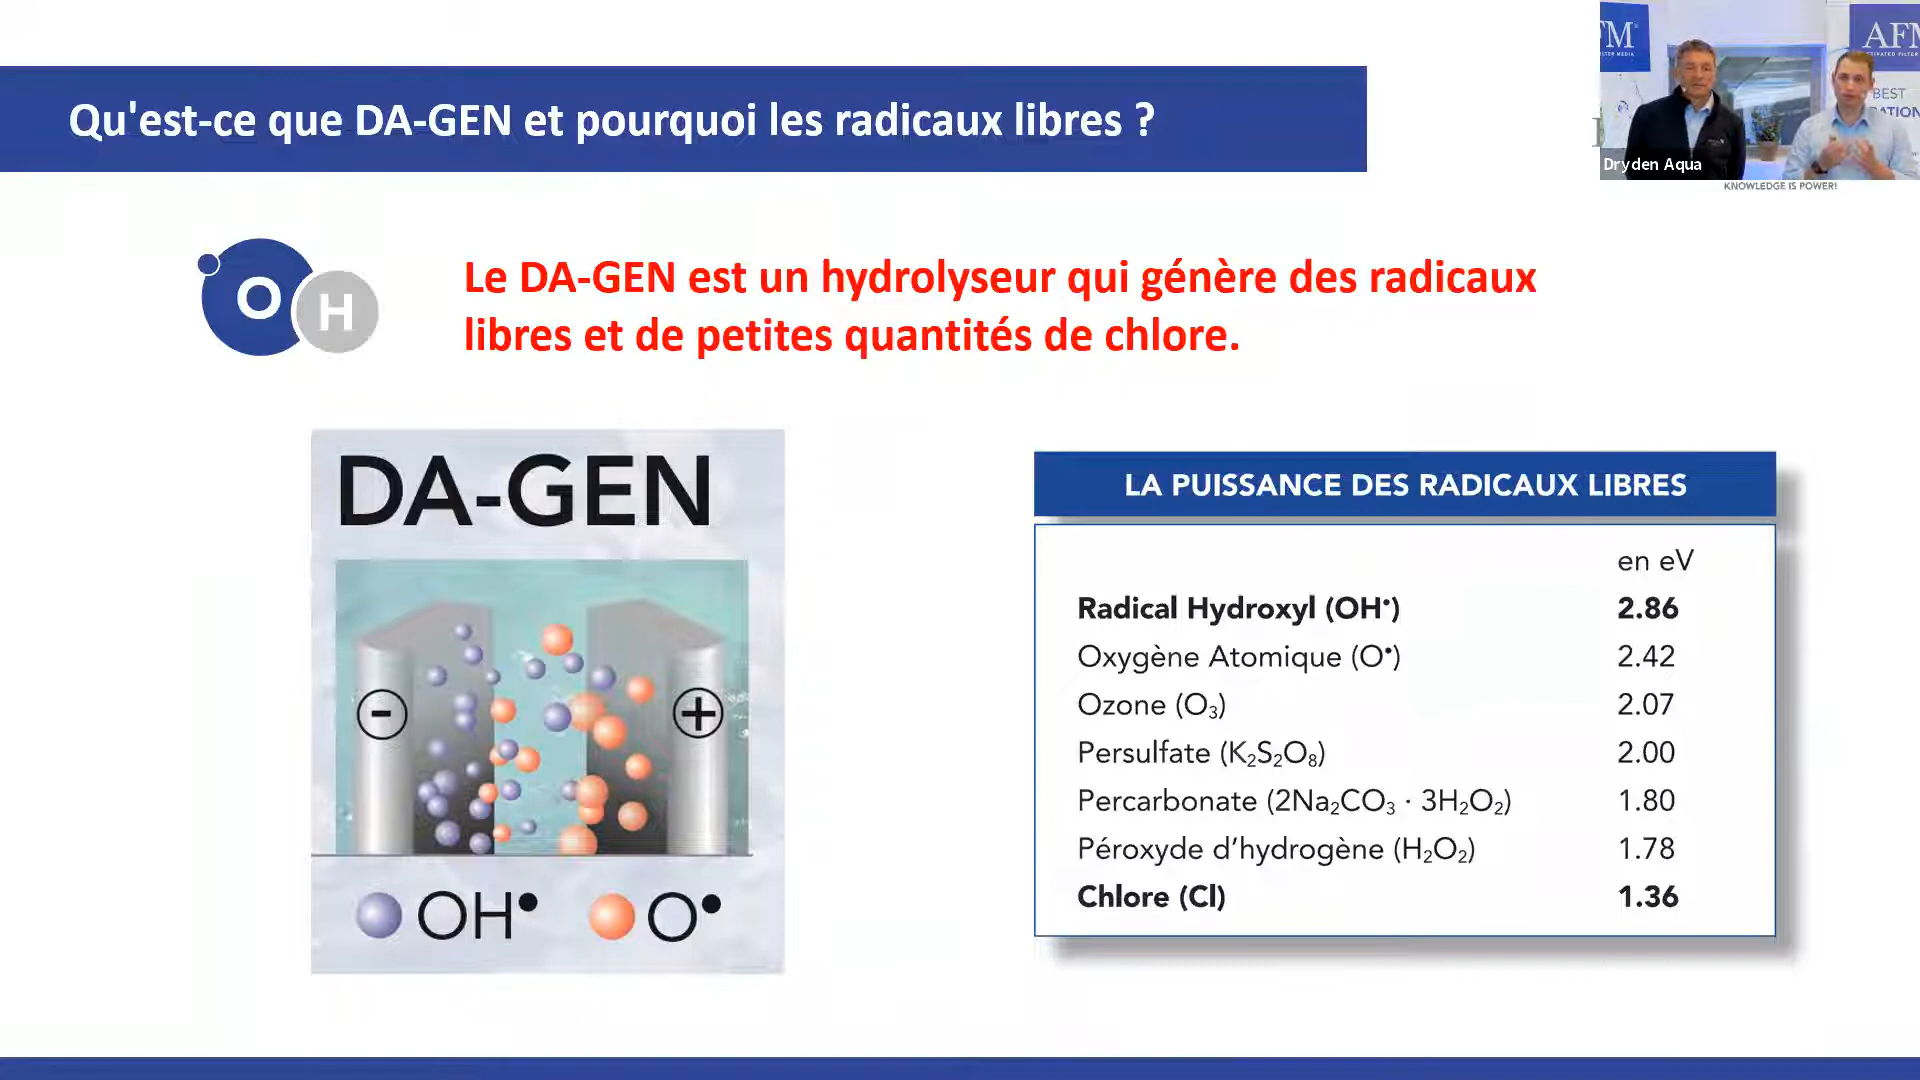 Qu'est-ce que DA-GEN et pourquoi les radicaux libres ?
FM
AFM
BEST
Dryden Aqua
KNOWLEDGE IS POWER!
O
H
Le DA-GEN est un hydrolyseur qui génère des radicaux
libres et de petites quantités de chlore.
DA-GEN
-
+
OH•
O•
LA PUISSANCE DES RADICAUX LIBRES
en eV
Radical Hydroxyl (OH•) 2.86
Oxygène Atomique (O•) 2.42
Ozone (O₃) 2.07
Persulfate (K₂S₂O₈) 2.00
Percarbonate (2Na₂CO₃ · 3H₂O₂) 1.80
Péroxyde d’hydrogène (H₂O₂) 1.78
Chlore (Cl) 1.36